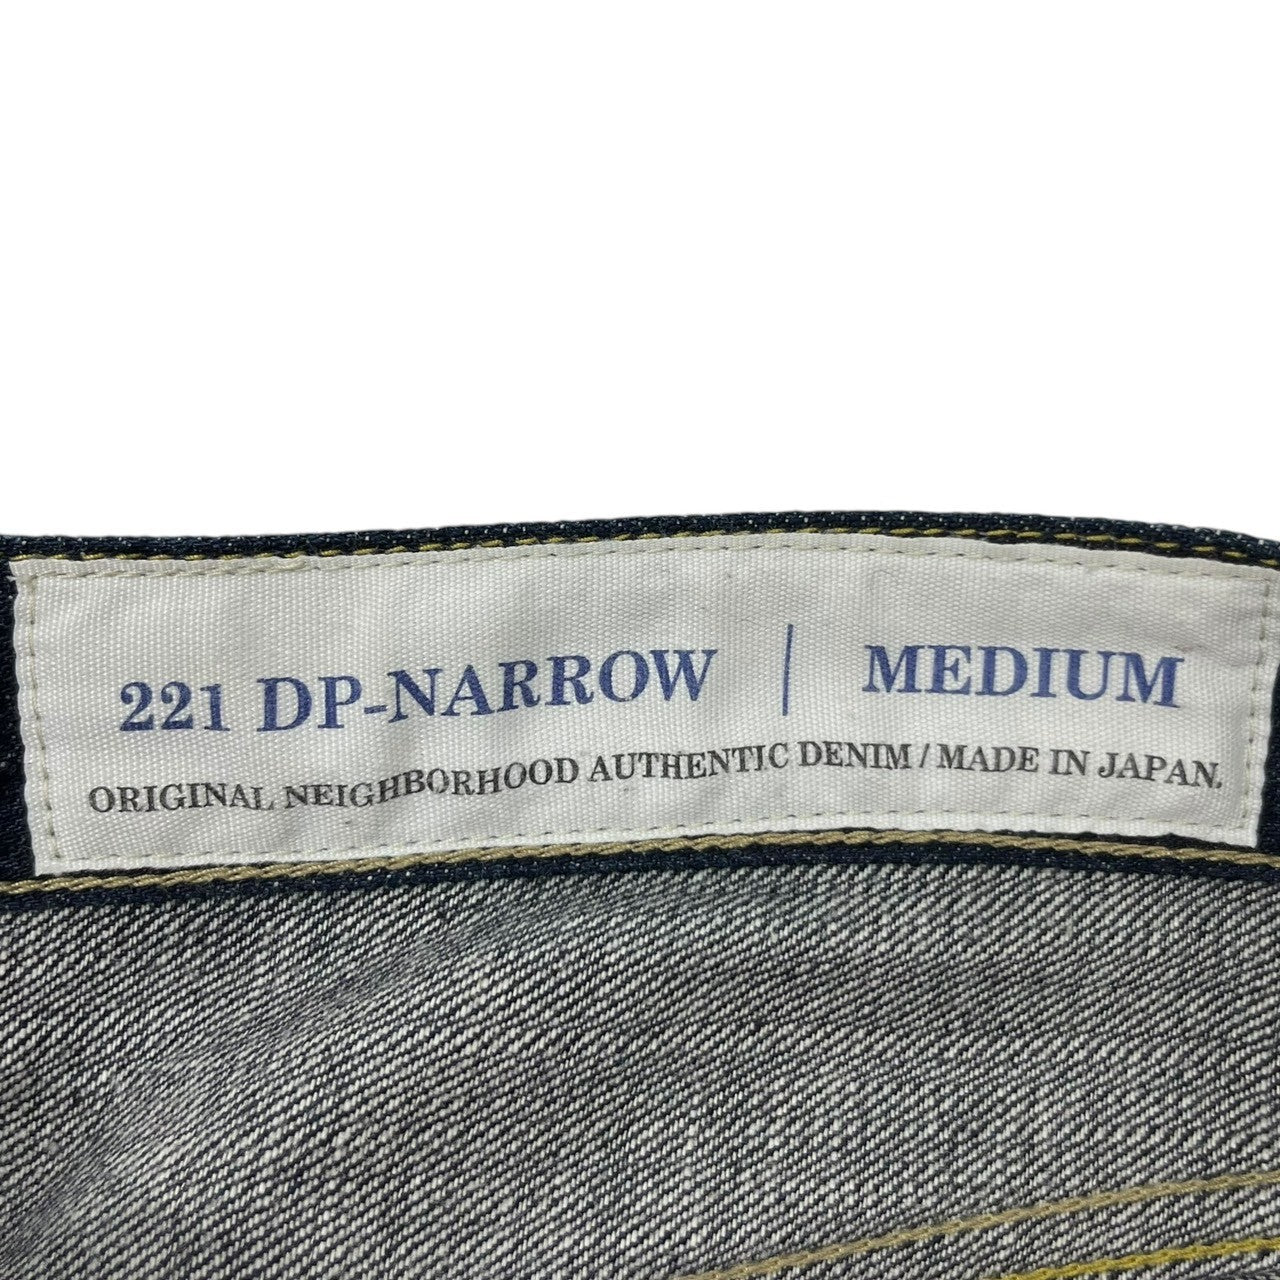 221 DP-NARROW | MEDIUM
ORIGINAL NEIGHBORHOOD AUTHENTIC DENIM / MADE IN JAPAN.